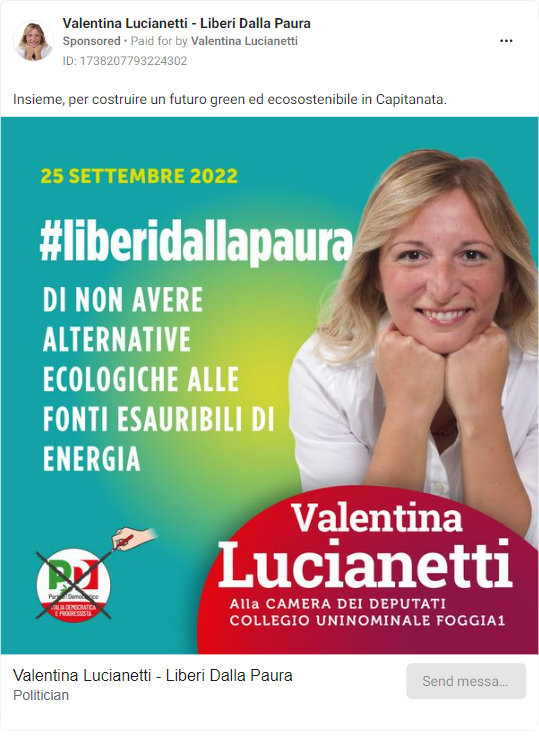 Valentina Lucianetti - Liberi Dalla Paura
Sponsored • Paid for by Valentina Lucianetti
ID: 1738207793224302
Insieme, per costruire un futuro green ed ecosostenibile in Capitanata.
25 SETTEMBRE 2022
#liberidallapaura
DI NON AVERE
ALTERNATIVE
ECOLOGICHE ALLE
FONTI ESAURIBILI DI
ENERGIA
Valentina
Lucianetti
Alla CAMERA DEI DEPUTATI
COLLEGIO UNINOMINALE FOGGIA1
PD
Partito Democratico
ITALIA DEMOCRATICA
E PROGRESSISTA
Valentina Lucianetti - Liberi Dalla Paura
Politician
Send messa...